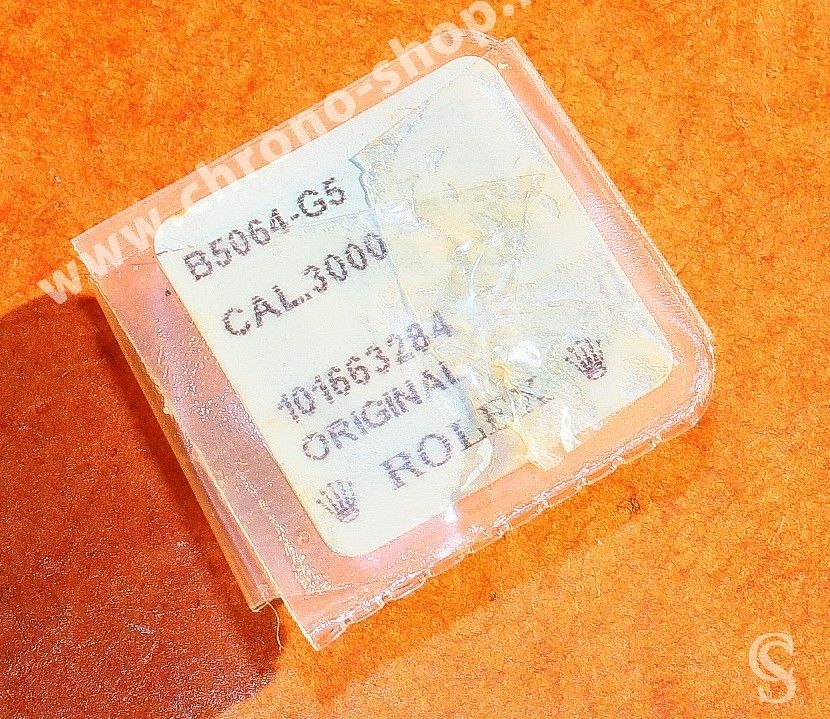 www.chrono-shop.
B5064-G5
CAL.3000
101663284
ORIGINAL
ROLEX